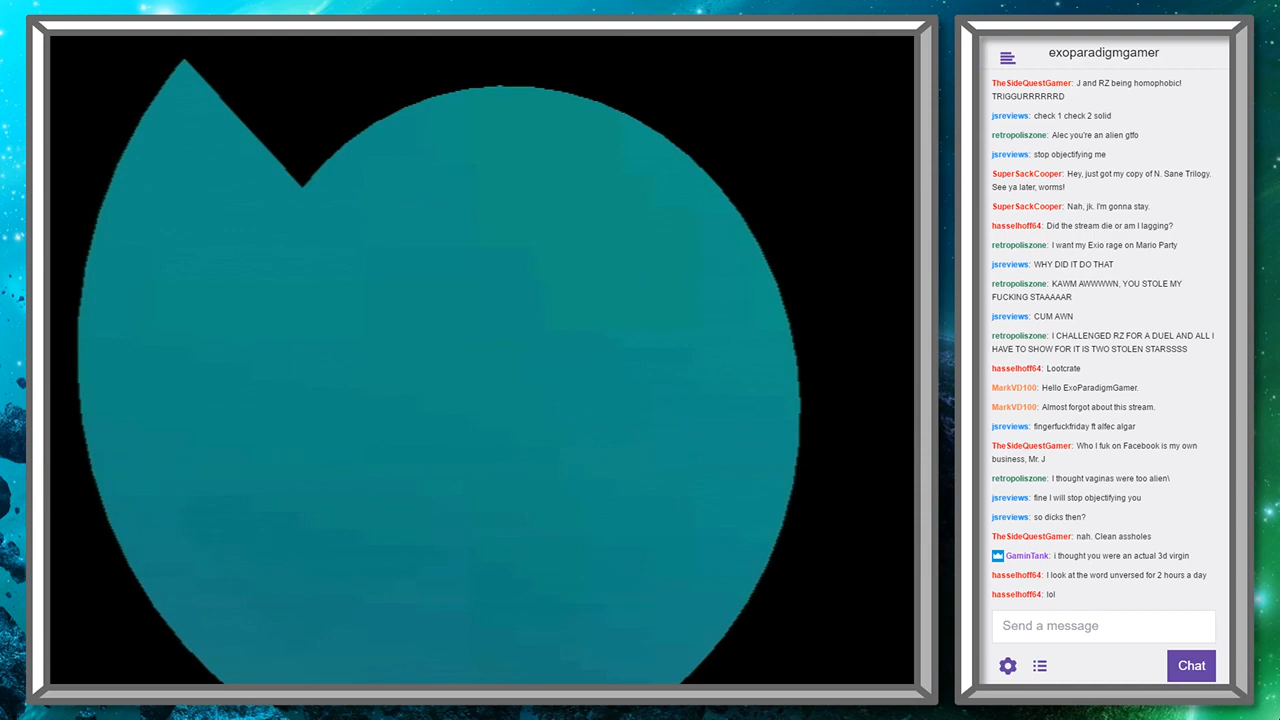 exoparadigmgamer
TheSideQuestGamer: J and RZ being homophobic!
TRIGGURRRRRRD
jsreviews: check 1 check 2 solid
retropoliszone: Alec you're an alien gtfo
jsreviews: stop objectifying me
SuperSackCooper: Hey, just got my copy of N. Sane Trilogy.
See ya later, worms!
SuperSackCooper: Nah, jk. I'm gonna stay.
hasselhoff64: Did the stream die or am I lagging?
retropoliszone: I want my Exio rage on Mario Party
jsreviews: WHY DID IT DO THAT
retropoliszone: KAWM AWWWWN, YOU STOLE MY
FUCKING STAAAAAR
jsreviews: CUM AWN
retropoliszone: I CHALLENGED RZ FOR A DUEL AND ALL I
HAVE TO SHOW FOR IT IS TWO STOLEN STARSSSS
hasselhoff64: Lootcrate
MarkVD100: Hello ExoParadigmGamer.
MarkVD100: Almost forgot about this stream.
jsreviews: fingerfuckfriday ft alfec algar
TheSideQuestGamer: Who I fuk on Facebook is my own
business, Mr. J
retropoliszone: I thought vaginas were too alien\
jsreviews: fine I will stop objectifying you
jsreviews: so dicks then?
TheSideQuestGamer: nah. Clean assholes
GaminTank: i thought you were an actual 3d virgin
hasselhoff64: I look at the word unversed for 2 hours a day
hasselhoff64: lol
Send a message
Chat